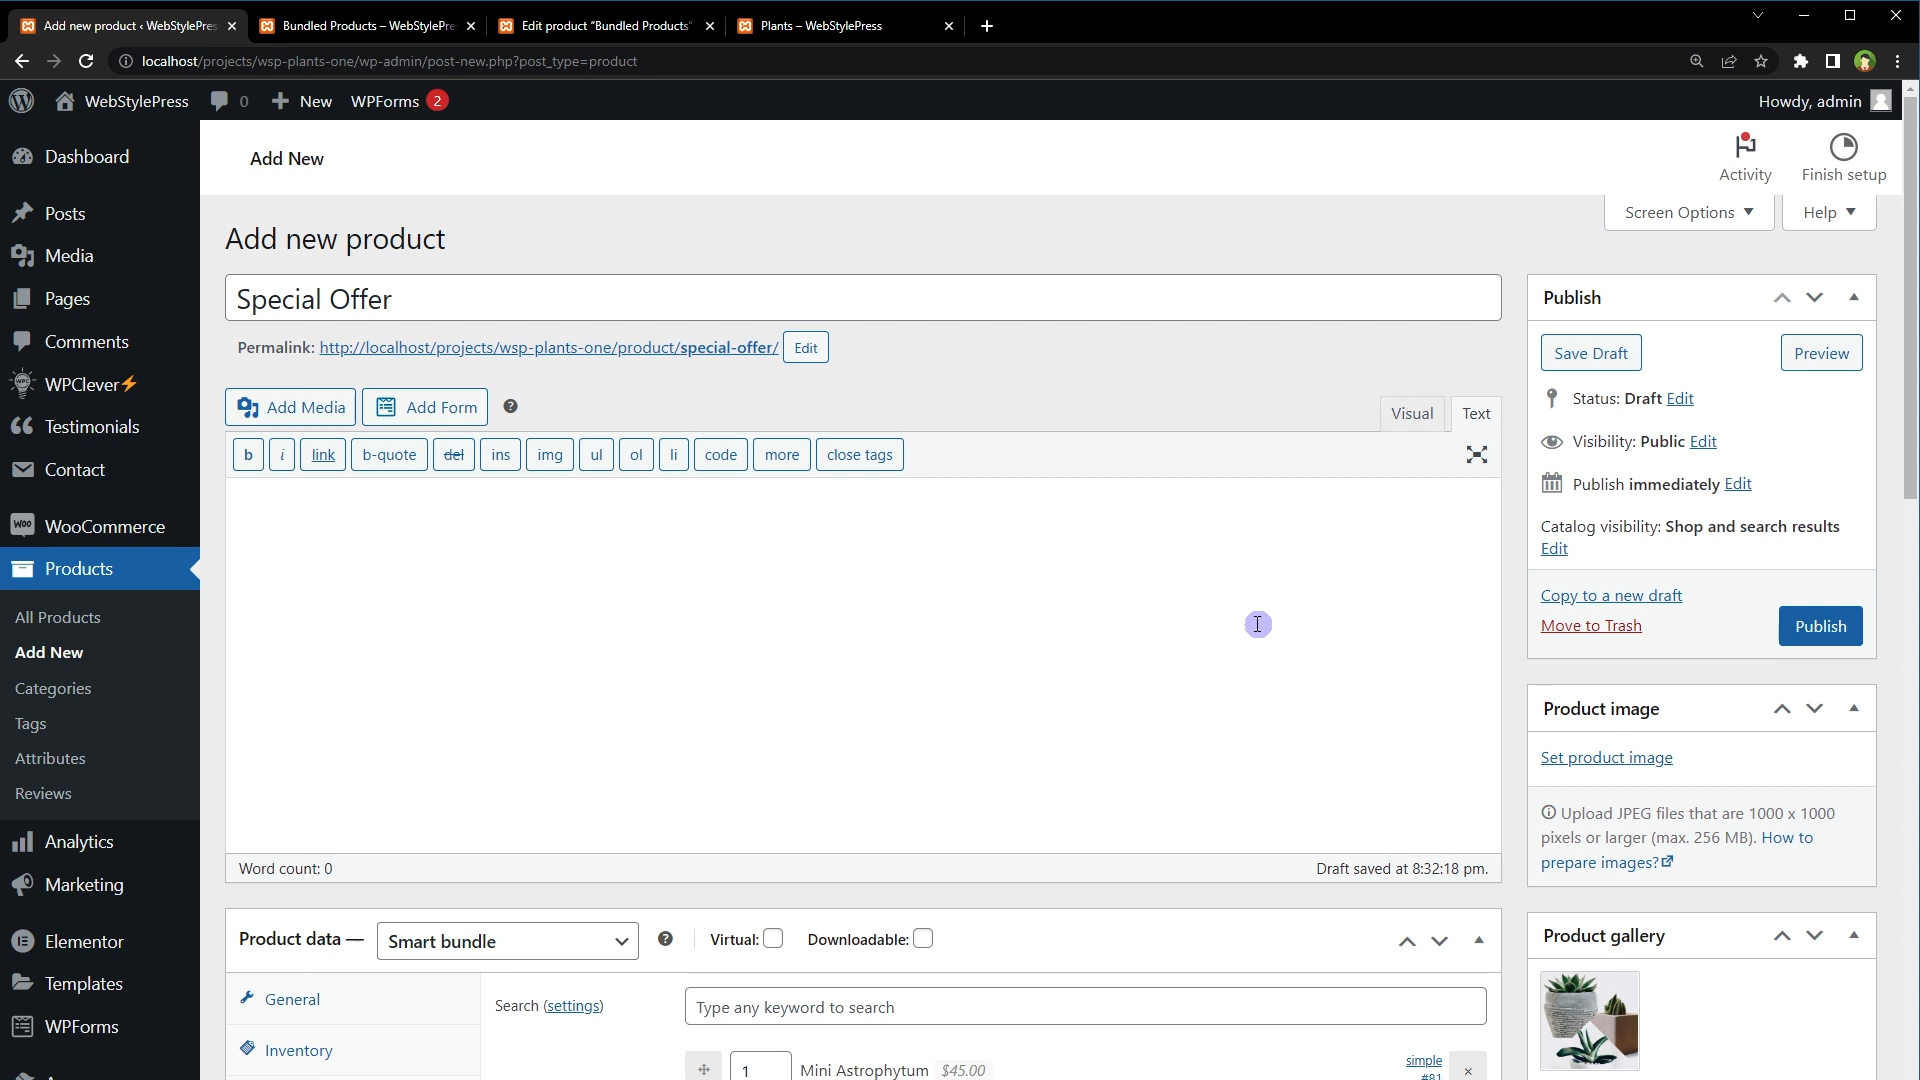 Add new product ‹ WebStylePres
Bundled Products – WebStylePre
Edit product "Bundled Products"
Plants – WebStylePress
localhost/projects/wsp-plants-one/wp-admin/post-new.php?post_type=product
WebStylePress 0 New WPForms 2 Howdy, admin
Dashboard
Posts
Media
Pages
Comments
WPClever⚡
Testimonials
Contact
WooCommerce
Products
All Products
Add New
Categories
Tags
Attributes
Reviews
Analytics
Marketing
Elementor
Templates
WPForms
Add New
Activity
Finish setup
Screen Options
Help
Add new product
Special Offer
Permalink: http://localhost/projects/wsp-plants-one/product/special-offer/ Edit
Add Media Add Form
Visual Text
b i link b-quote del ins img ul ol li code more close tags
Word count: 0 Draft saved at 8:32:18 pm.
Product data — Smart bundle Virtual: Downloadable:
General
Inventory
Search (settings) Type any keyword to search
1 Mini Astrophytum $45.00 simple
#81
Publish
Save Draft Preview
Status: Draft Edit
Visibility: Public Edit
Publish immediately Edit
Catalog visibility: Shop and search results
Edit
Copy to a new draft
Move to Trash
Publish
Product image
Set product image
Upload JPEG files that are 1000 x 1000
pixels or larger (max. 256 MB). How to
prepare images?
Product gallery